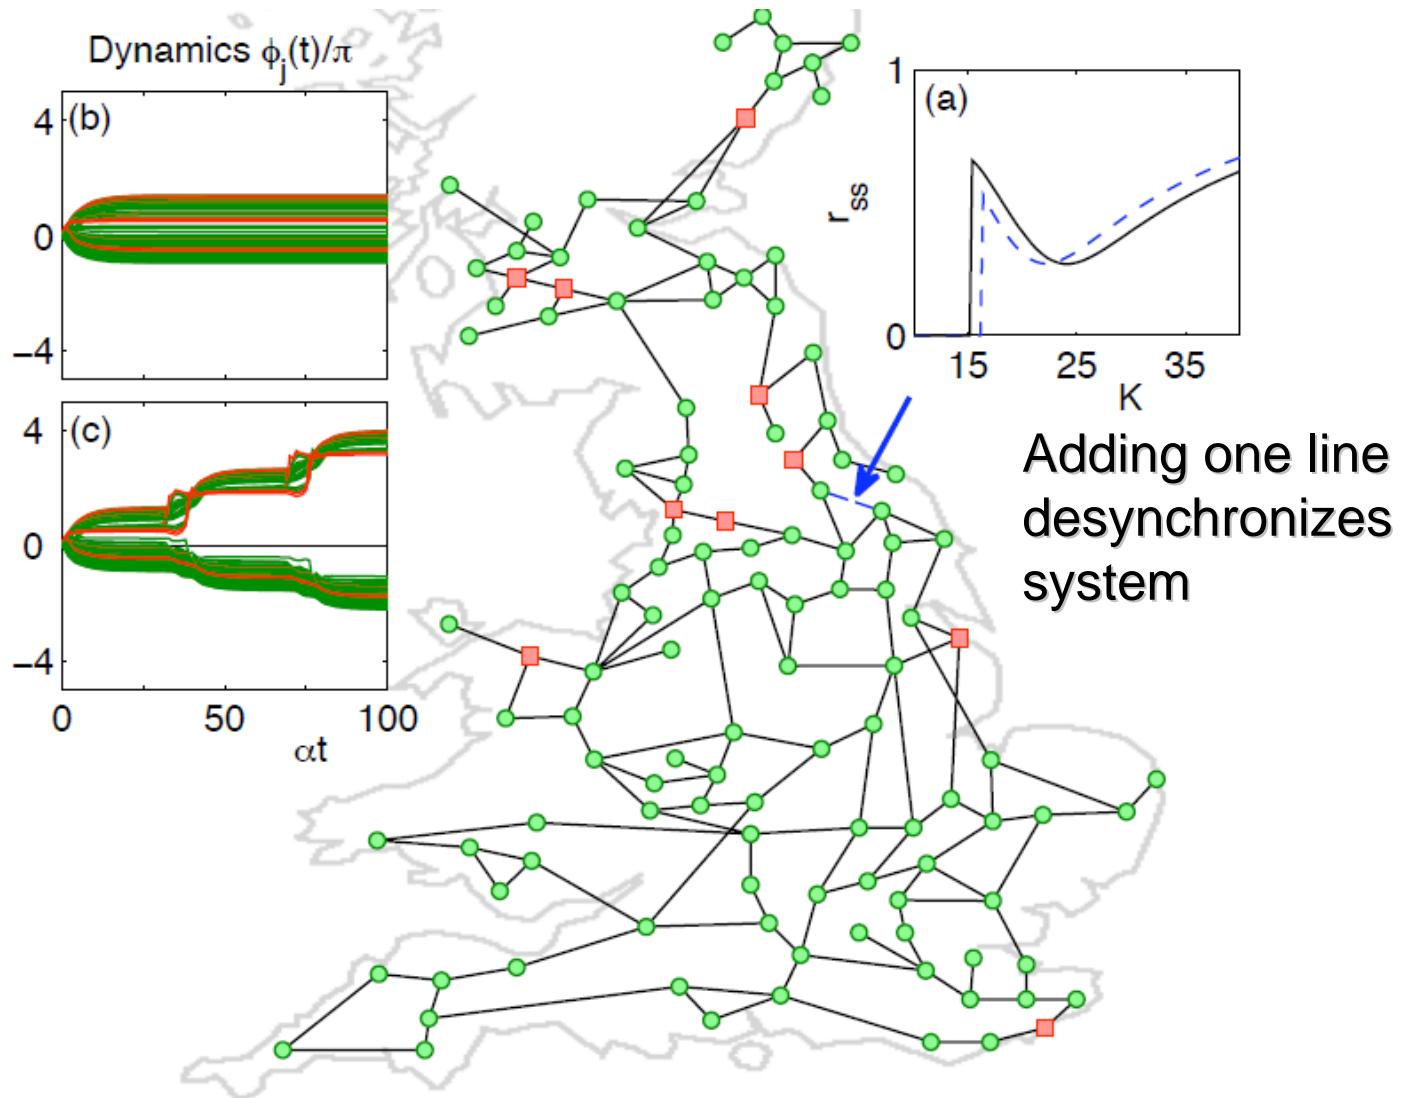 Dynamics ϕj(t)/π
(b)
4
0
−4
(c)
4
0
−4
0 50 100
αt
(a)
1
0
rss
15 25 35
K
Adding one line
desynchronizes
system